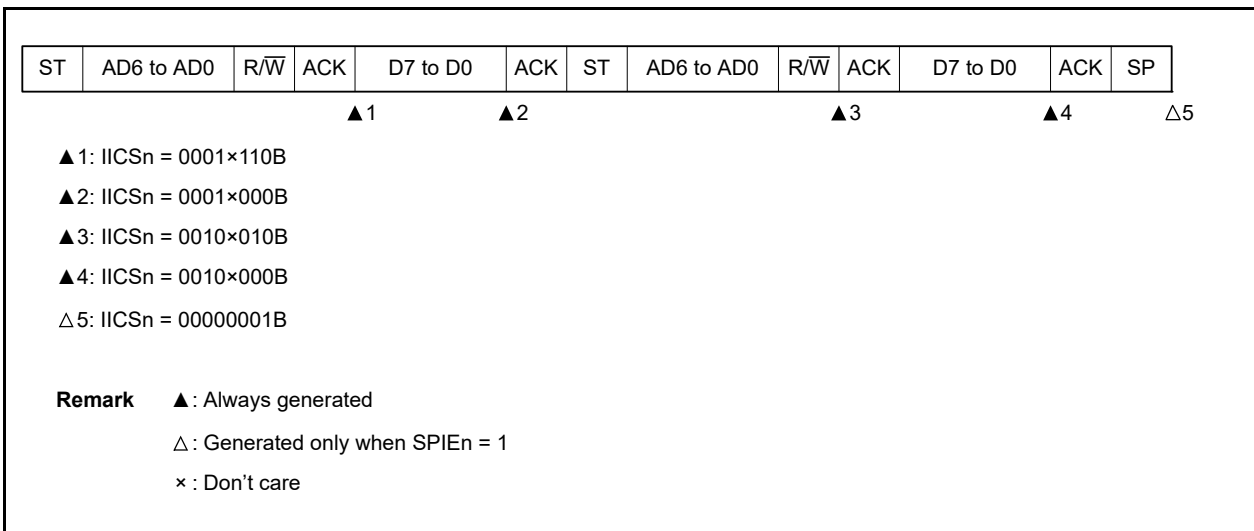 ST AD6 to AD0 R/W̅ ACK D7 to D0 ACK ST AD6 to AD0 R/W̅ ACK D7 to D0 ACK SP
▲1 ▲2 ▲3 ▲4 △5
▲1: IICSn = 0001×110B
▲2: IICSn = 0001×000B
▲3: IICSn = 0010×010B
▲4: IICSn = 0010×000B
△5: IICSn = 00000001B
Remark ▲: Always generated
△: Generated only when SPIEn = 1
×: Don't care